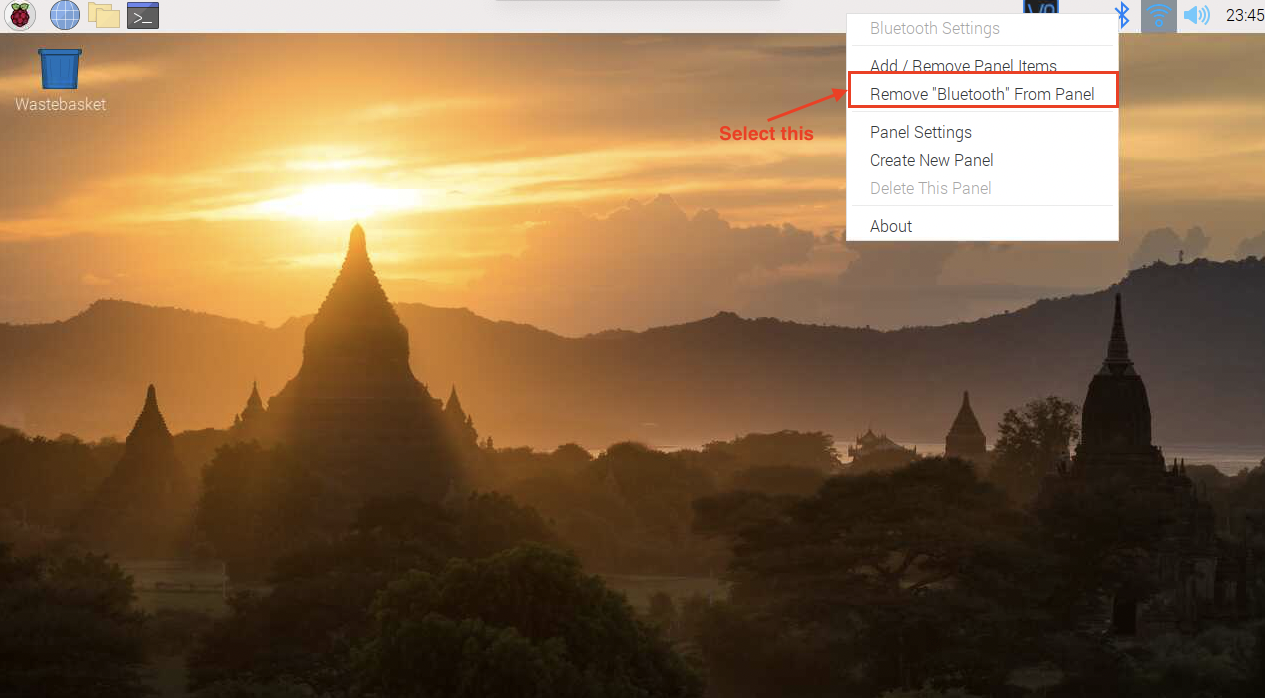 >_
VN
23:45
Wastebasket
Bluetooth Settings
Add / Remove Panel Items
Remove "Bluetooth" From Panel
Select this
Panel Settings
Create New Panel
Delete This Panel
About